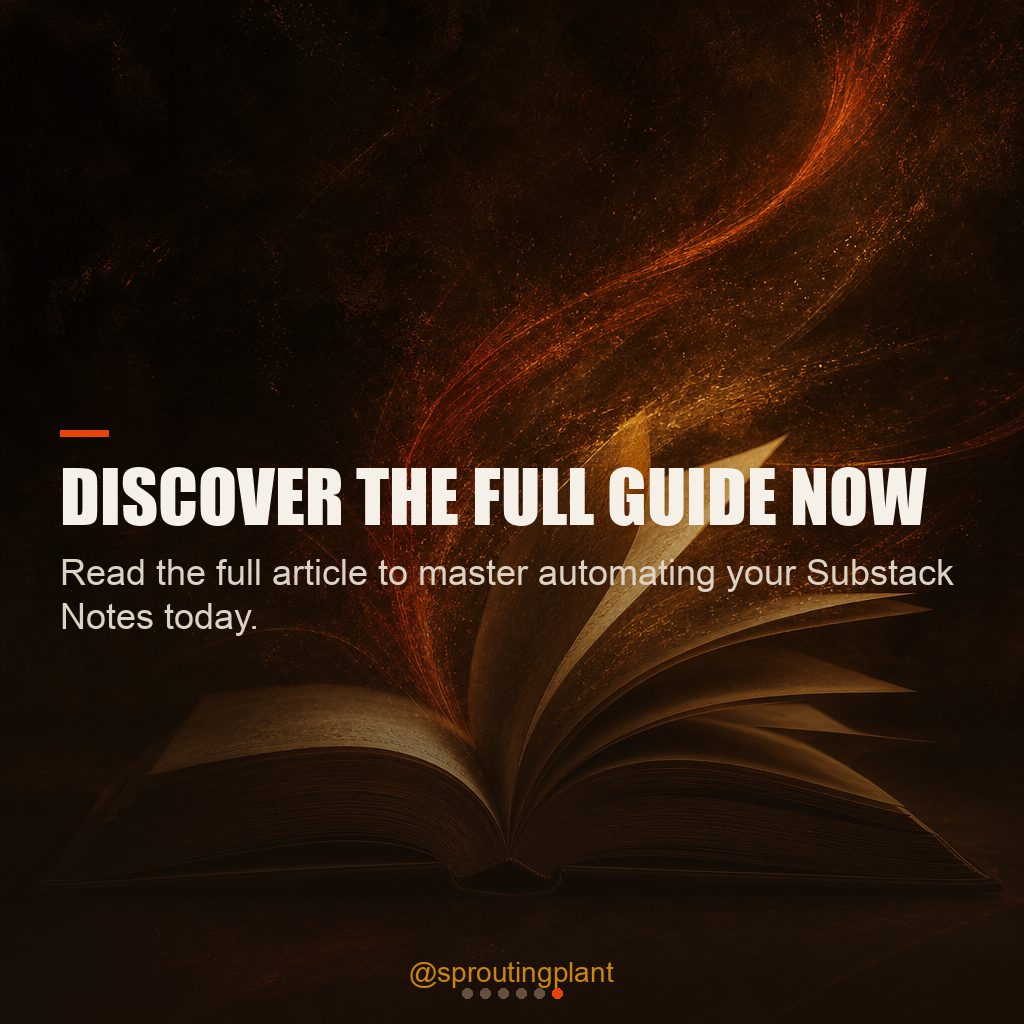 DISCOVER THE FULL GUIDE NOW
Read the full article to master automating your Substack
Notes today.
@sproutingplant